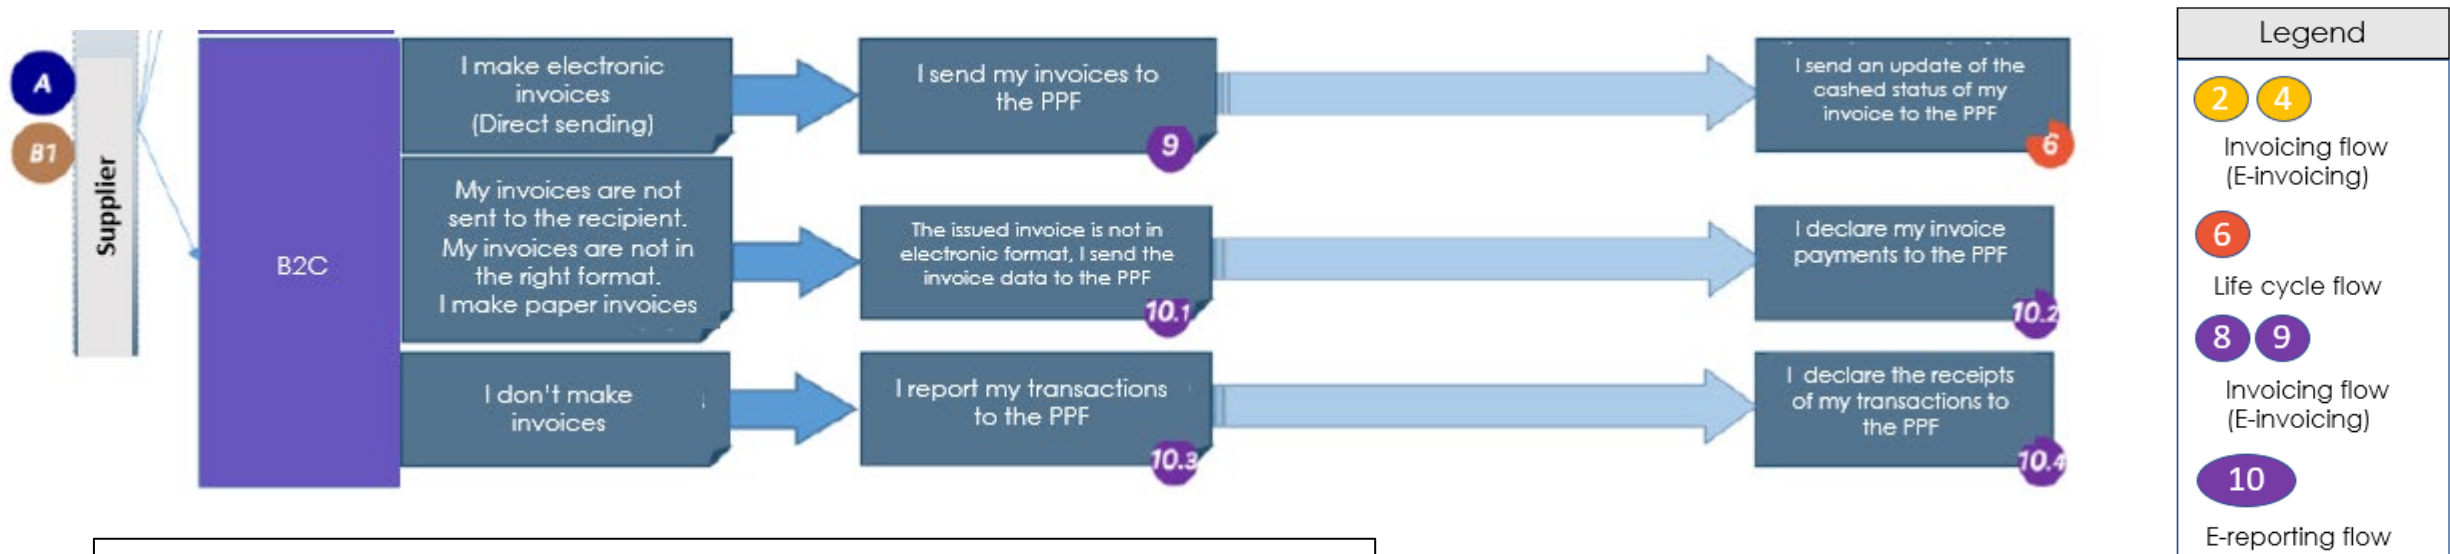 A
B1
Supplier
B2C
I make electronic
invoices
(Direct sending)
I send my invoices to
the PPF
9
I send an update of the
cashed status of my
invoice to the PPF
6
My invoices are not
sent to the recipient.
My invoices are not in
the right format.
I make paper invoices
The issued invoice is not in
electronic format, I send the
invoice data to the PPF
10.1
I declare my invoice
payments to the PPF
10.2
I don't make
invoices
I report my transactions
to the PPF
10.3
I declare the receipts
of my transactions to
the PPF
10.4
Legend
2 4
Invoicing flow
(E-invoicing)
6
Life cycle flow
8 9
Invoicing flow
(E-invoicing)
10
E-reporting flow